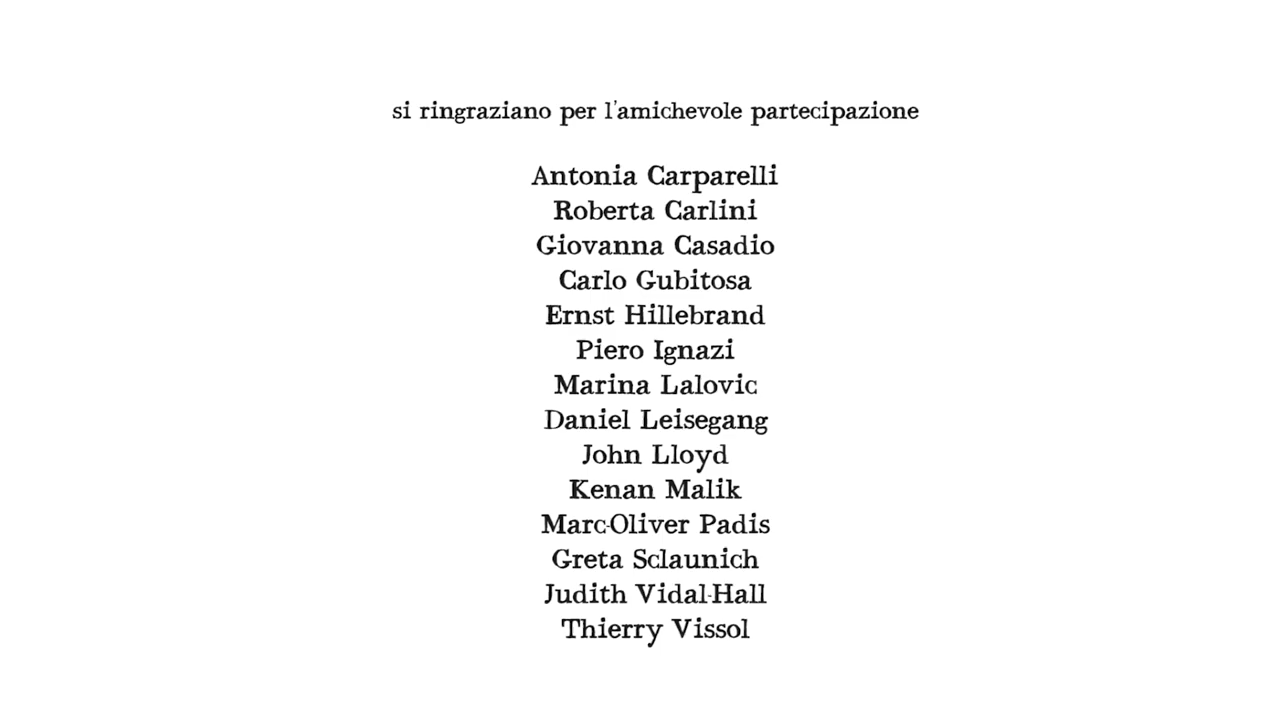 si ringraziano per l'amichevole partecipazione
Antonia Carparelli
Roberta Carlini
Giovanna Casadio
Carlo Gubitosa
Ernst Hillebrand
Piero Ignazi
Marina Lalovic
Daniel Leisegang
John Lloyd
Kenan Malik
Marc-Oliver Padis
Greta Sclaunich
Judith Vidal-Hall
Thierry Vissol